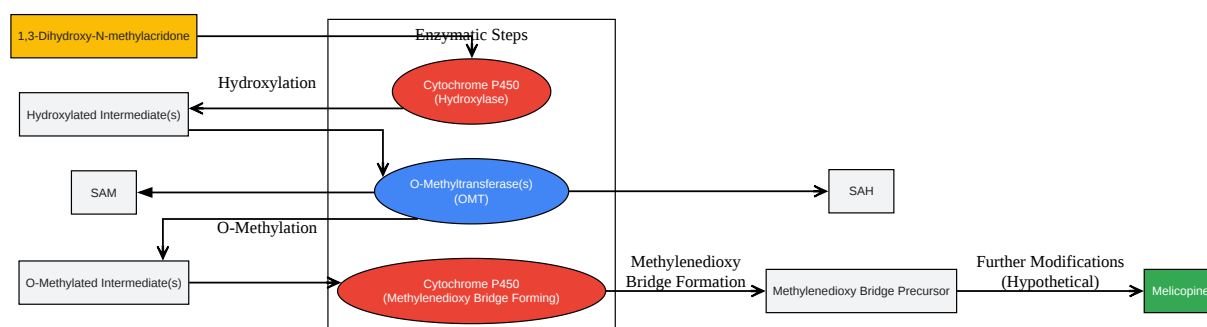 1,3-Dihydroxy-N-methylacridone
Enzymatic Steps
Hydroxylation
Cytochrome P450
(Hydroxylase)
Hydroxylated Intermediate(s)
SAM
O-Methyltransferase(s)
(OMT)
SAH
O-Methylation
O-Methylated Intermediate(s)
Cytochrome P450
(Methylenedioxy Bridge Forming)
Methylenedioxy
Bridge Formation
Methylenedioxy Bridge Precursor
Further Modifications
(Hypothetical)
Melicopine